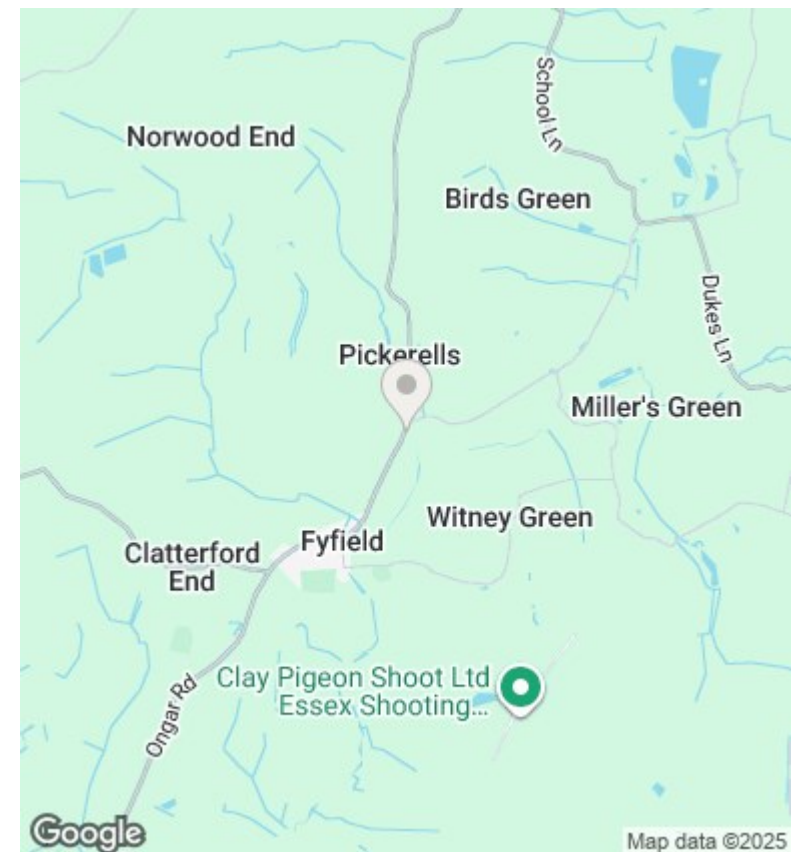 School Ln
Norwood End
Birds Green
Dukes Ln
Pickerells
Miller's Green
Witney Green
Fyfield
Clatterford
End
Clay Pigeon Shoot Ltd
Essex Shooting...
Ongar Rd
Google
Map data ©2025